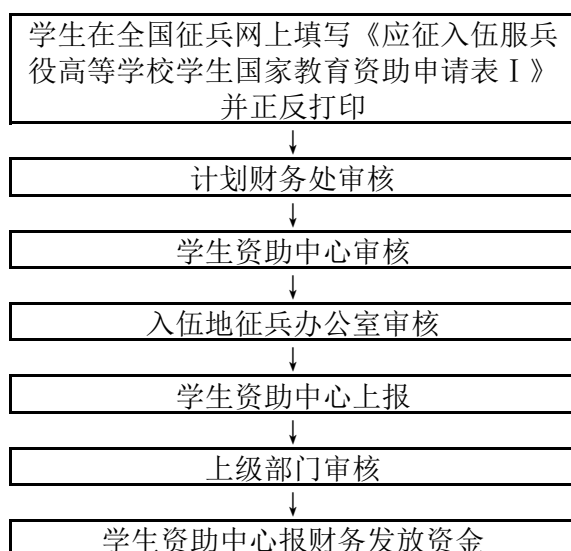 学生在全国征兵网上填写《应征入伍服兵
役高等学校学生国家教育资助申请表Ⅰ》
并正反打印
↓
计划财务处审核
↓
学生资助中心审核
↓
入伍地征兵办公室审核
↓
学生资助中心上报
↓
上级部门审核
↓
学生资助中心报财务发放资金